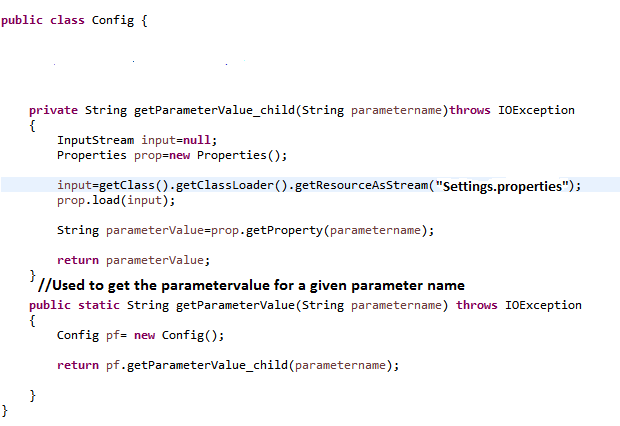 public class Config {
private String getParameterValue_child(String parametername)throws IOException
{
InputStream input=null;
Properties prop=new Properties();
input=getClass().getClassLoader().getResourceAsStream("Settings.properties");
prop.load(input);
String parameterValue=prop.getProperty(parametername);
return parameterValue;
}
//Used to get the parametervalue for a given parameter name
public static String getParameterValue(String parametername) throws IOException
{
Config pf= new Config();
return pf.getParameterValue_child(parametername);
}
}